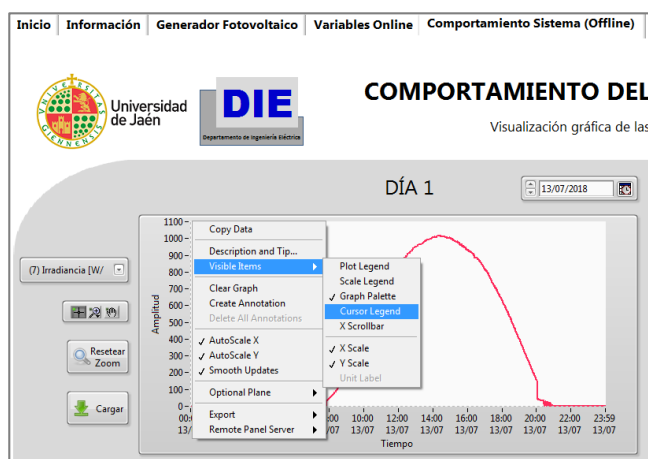 Inicio Información Generador Fotovoltaico Variables Online Comportamiento Sistema (Offline)
UNIVERSITAS GIENNENSIS
Universidad
de Jaén
DIE
Departamento de Ingeniería Eléctrica
COMPORTAMIENTO DEL
Visualización gráfica de las
DÍA 1
13/07/2018
(7) Irradiancia [W/
Resetear
Zoom
Cargar
Amplitud
1100
1000
900
800
700
600
500
400
300
200
100
0
Copy Data
Description and Tip...
Visible Items
Clear Graph
Create Annotation
Delete All Annotations
AutoScale X
AutoScale Y
Smooth Updates
Optional Plane
Export
Remote Panel Server
Plot Legend
Scale Legend
Graph Palette
Cursor Legend
X Scrollbar
X Scale
Y Scale
Unit Label
00: 10:00 12:00 14:00 16:00 18:00 20:00 22:00 23:59
13/ /07 13/07 13/07 13/07 13/07 13/07 13/07 13/07 13/07
Tiempo